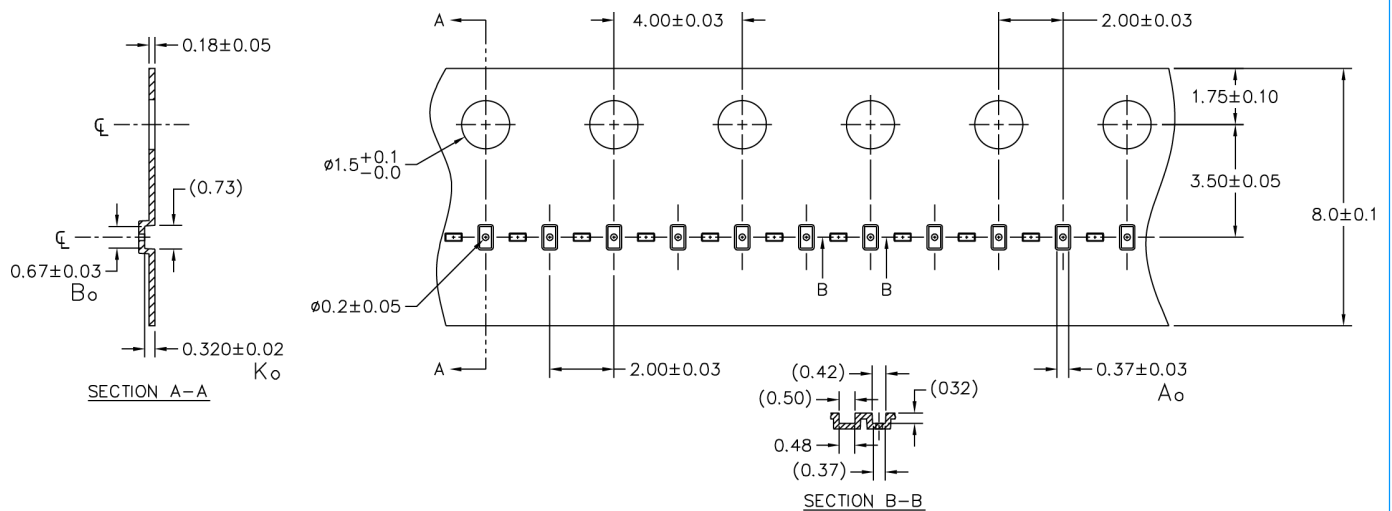 A
4.00±0.03
2.00±0.03
0.18±0.05
1.75±0.10
℄
ø1.5+0.1
-0.0
(0.73)
3.50±0.05
8.0±0.1
℄
0.67±0.03
Bo
B
B
ø0.2±0.05
0.320±0.02
Ko
A
2.00±0.03
(0.42)
0.37±0.03
Ao
SECTION A-A
(0.50)
(032)
0.48
(0.37)
SECTION B-B